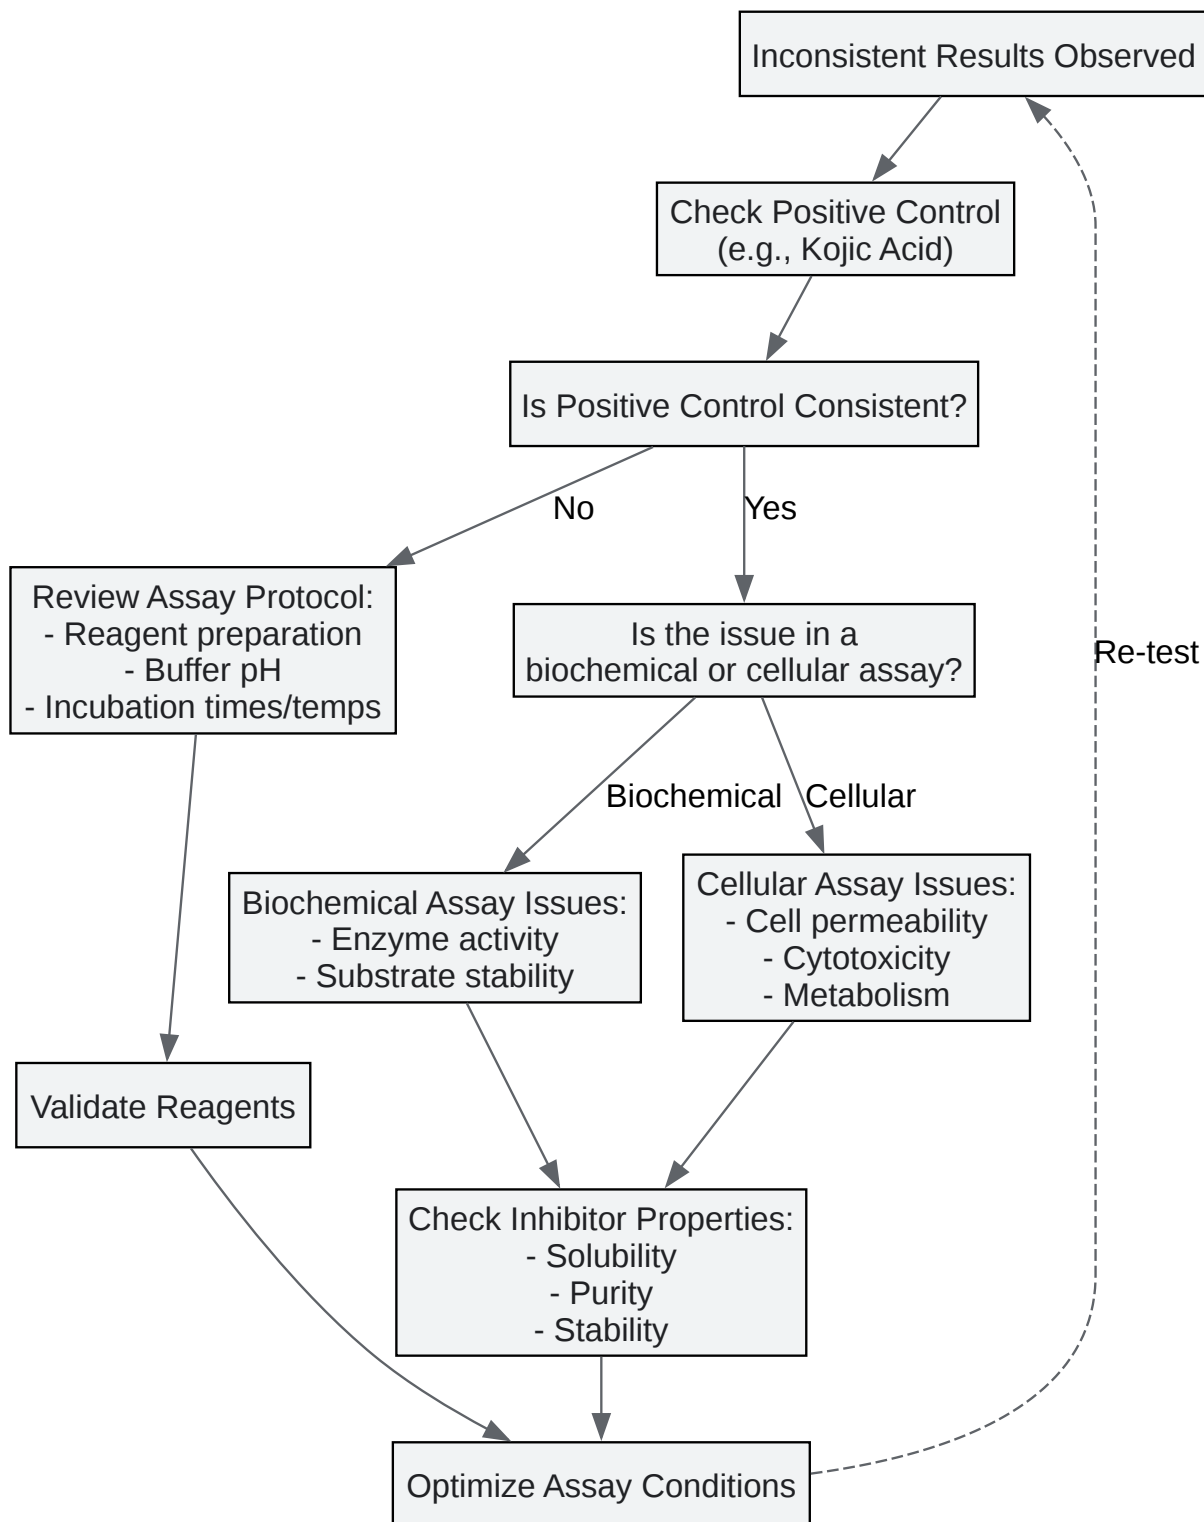 Inconsistent Results Observed
Check Positive Control
(e.g., Kojic Acid)
Is Positive Control Consistent?
No
Yes
Review Assay Protocol:
- Reagent preparation
- Buffer pH
- Incubation times/temps
Is the issue in a
biochemical or cellular assay?
Re-test
Biochemical
Cellular
Biochemical Assay Issues:
- Enzyme activity
- Substrate stability
Cellular Assay Issues:
- Cell permeability
- Cytotoxicity
- Metabolism
Validate Reagents
Check Inhibitor Properties:
- Solubility
- Purity
- Stability
Optimize Assay Conditions